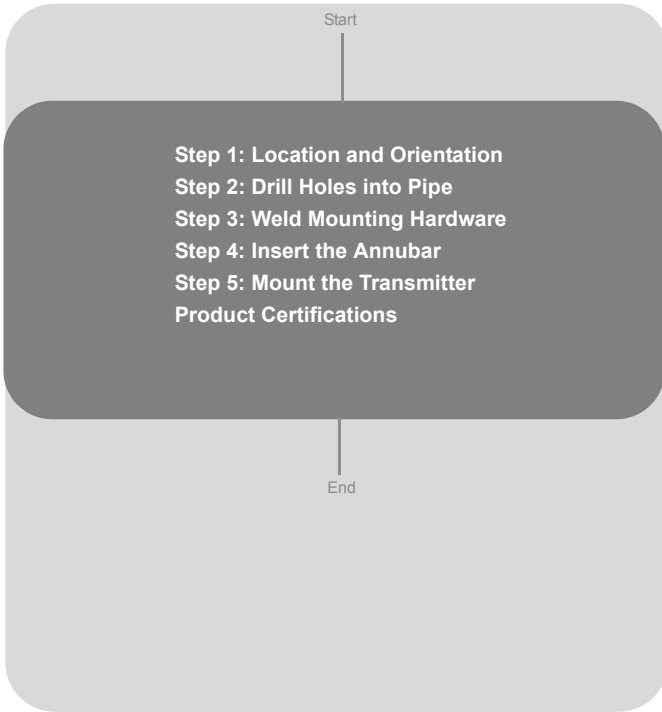 Start
Step 1: Location and Orientation
Step 2: Drill Holes into Pipe
Step 3: Weld Mounting Hardware
Step 4: Insert the Annubar
Step 5: Mount the Transmitter
Product Certifications
End